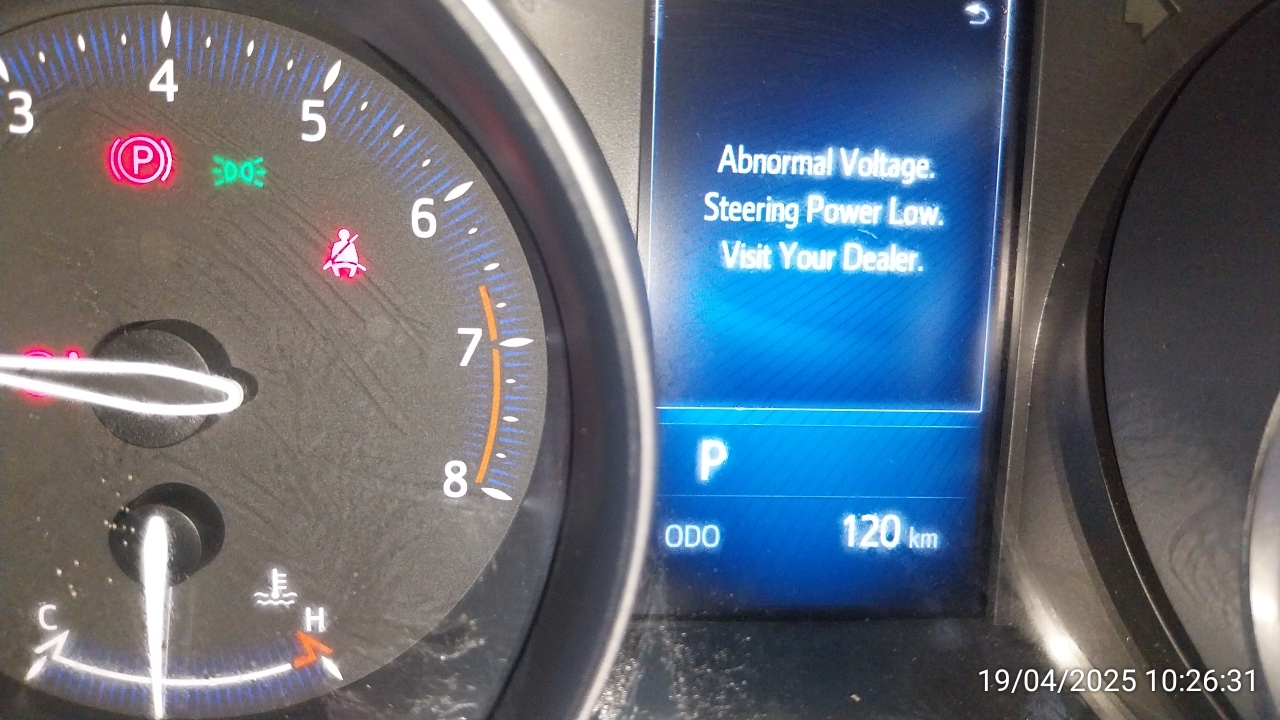 3
4
5
6
7
8
P
C
H
Abnormal Voltage.
Steering Power Low.
Visit Your Dealer.
P
ODO 120 km
19/04/2025 10:26:31